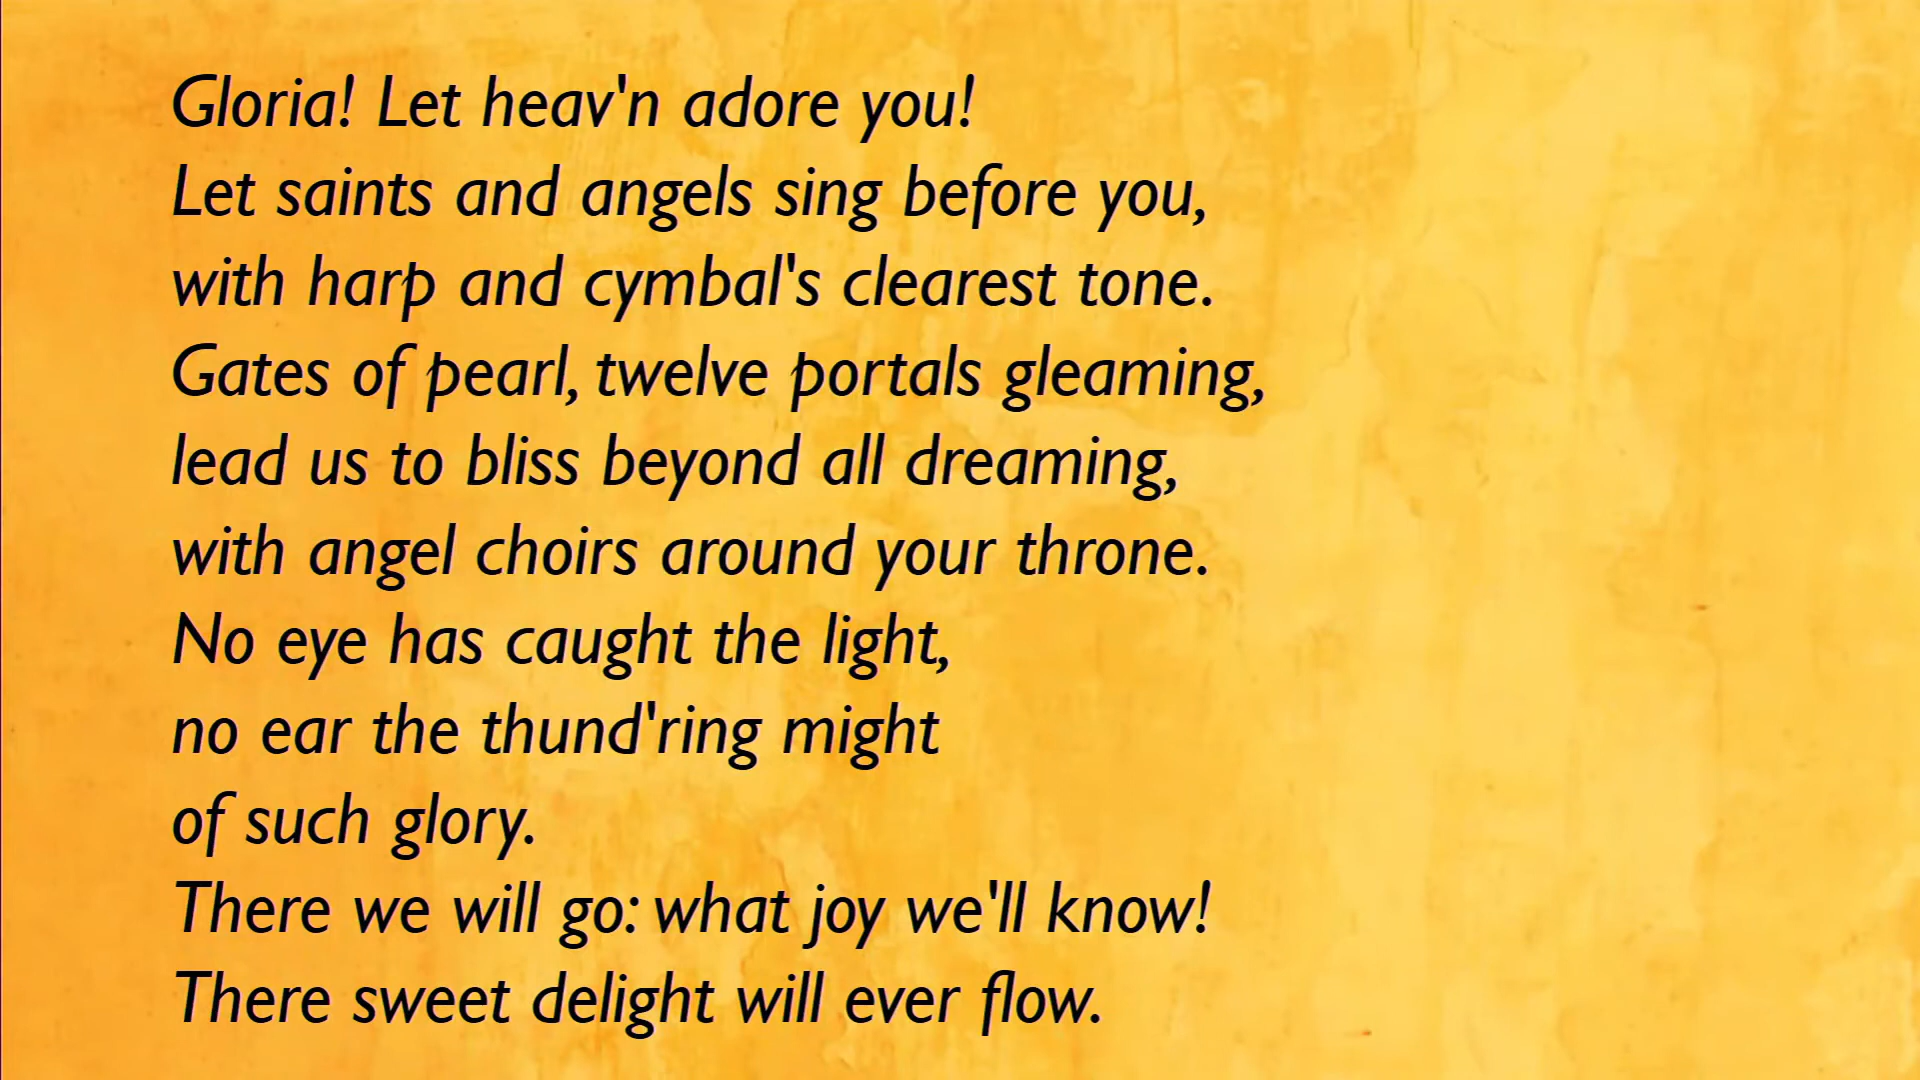 Gloria! Let heav'n adore you!
Let saints and angels sing before you,
with harp and cymbal's clearest tone.
Gates of pearl, twelve portals gleaming,
lead us to bliss beyond all dreaming,
with angel choirs around your throne.
No eye has caught the light,
no ear the thund'ring might
of such glory.
There we will go: what joy we'll know!
There sweet delight will ever flow.